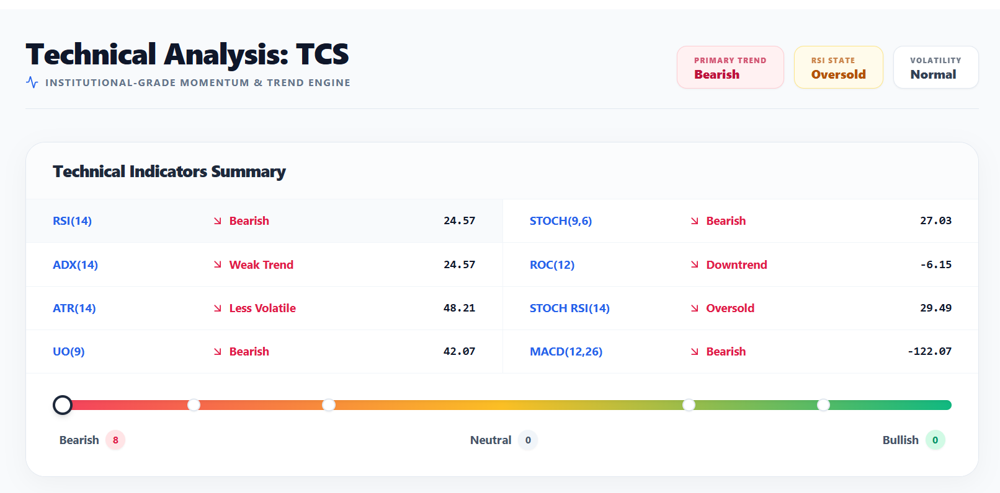 Technical Analysis: TCS
INSTITUTIONAL-GRADE MOMENTUM & TREND ENGINE
PRIMARY TREND
Bearish
RSI STATE
Oversold
VOLATILITY
Normal
Technical Indicators Summary
RSI(14) Bearish 24.57
STOCH(9,6) Bearish 27.03
ADX(14) Weak Trend 24.57
ROC(12) Downtrend -6.15
ATR(14) Less Volatile 48.21
STOCH RSI(14) Oversold 29.49
UO(9) Bearish 42.07
MACD(12,26) Bearish -122.07
Bearish 8
Neutral 0
Bullish 0